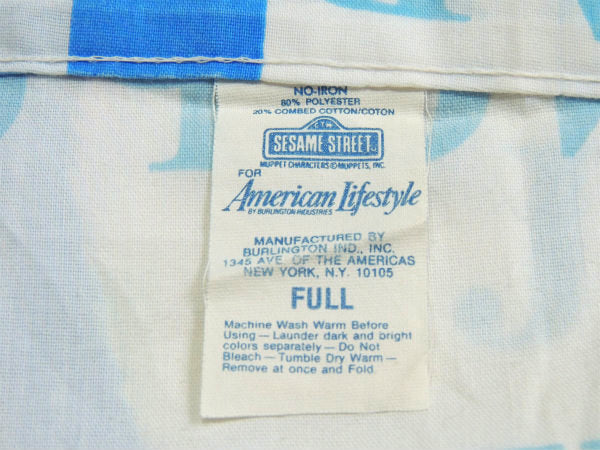 NO-IRON
80% POLYESTER
20% COMBED COTTON/COTON
CTW
SESAME STREET
MUPPET CHARACTERS © MUPPETS, INC.
FOR
American Lifestyle
BY BURLINGTON INDUSTRIES
MANUFACTURED BY
BURLINGTON IND., INC.
1345 AVE. OF THE AMERICAS
NEW YORK, N.Y. 10105
FULL
Machine Wash Warm Before
Using — Launder dark and bright
colors separately — Do Not
Bleach — Tumble Dry Warm —
Remove at once and Fold.